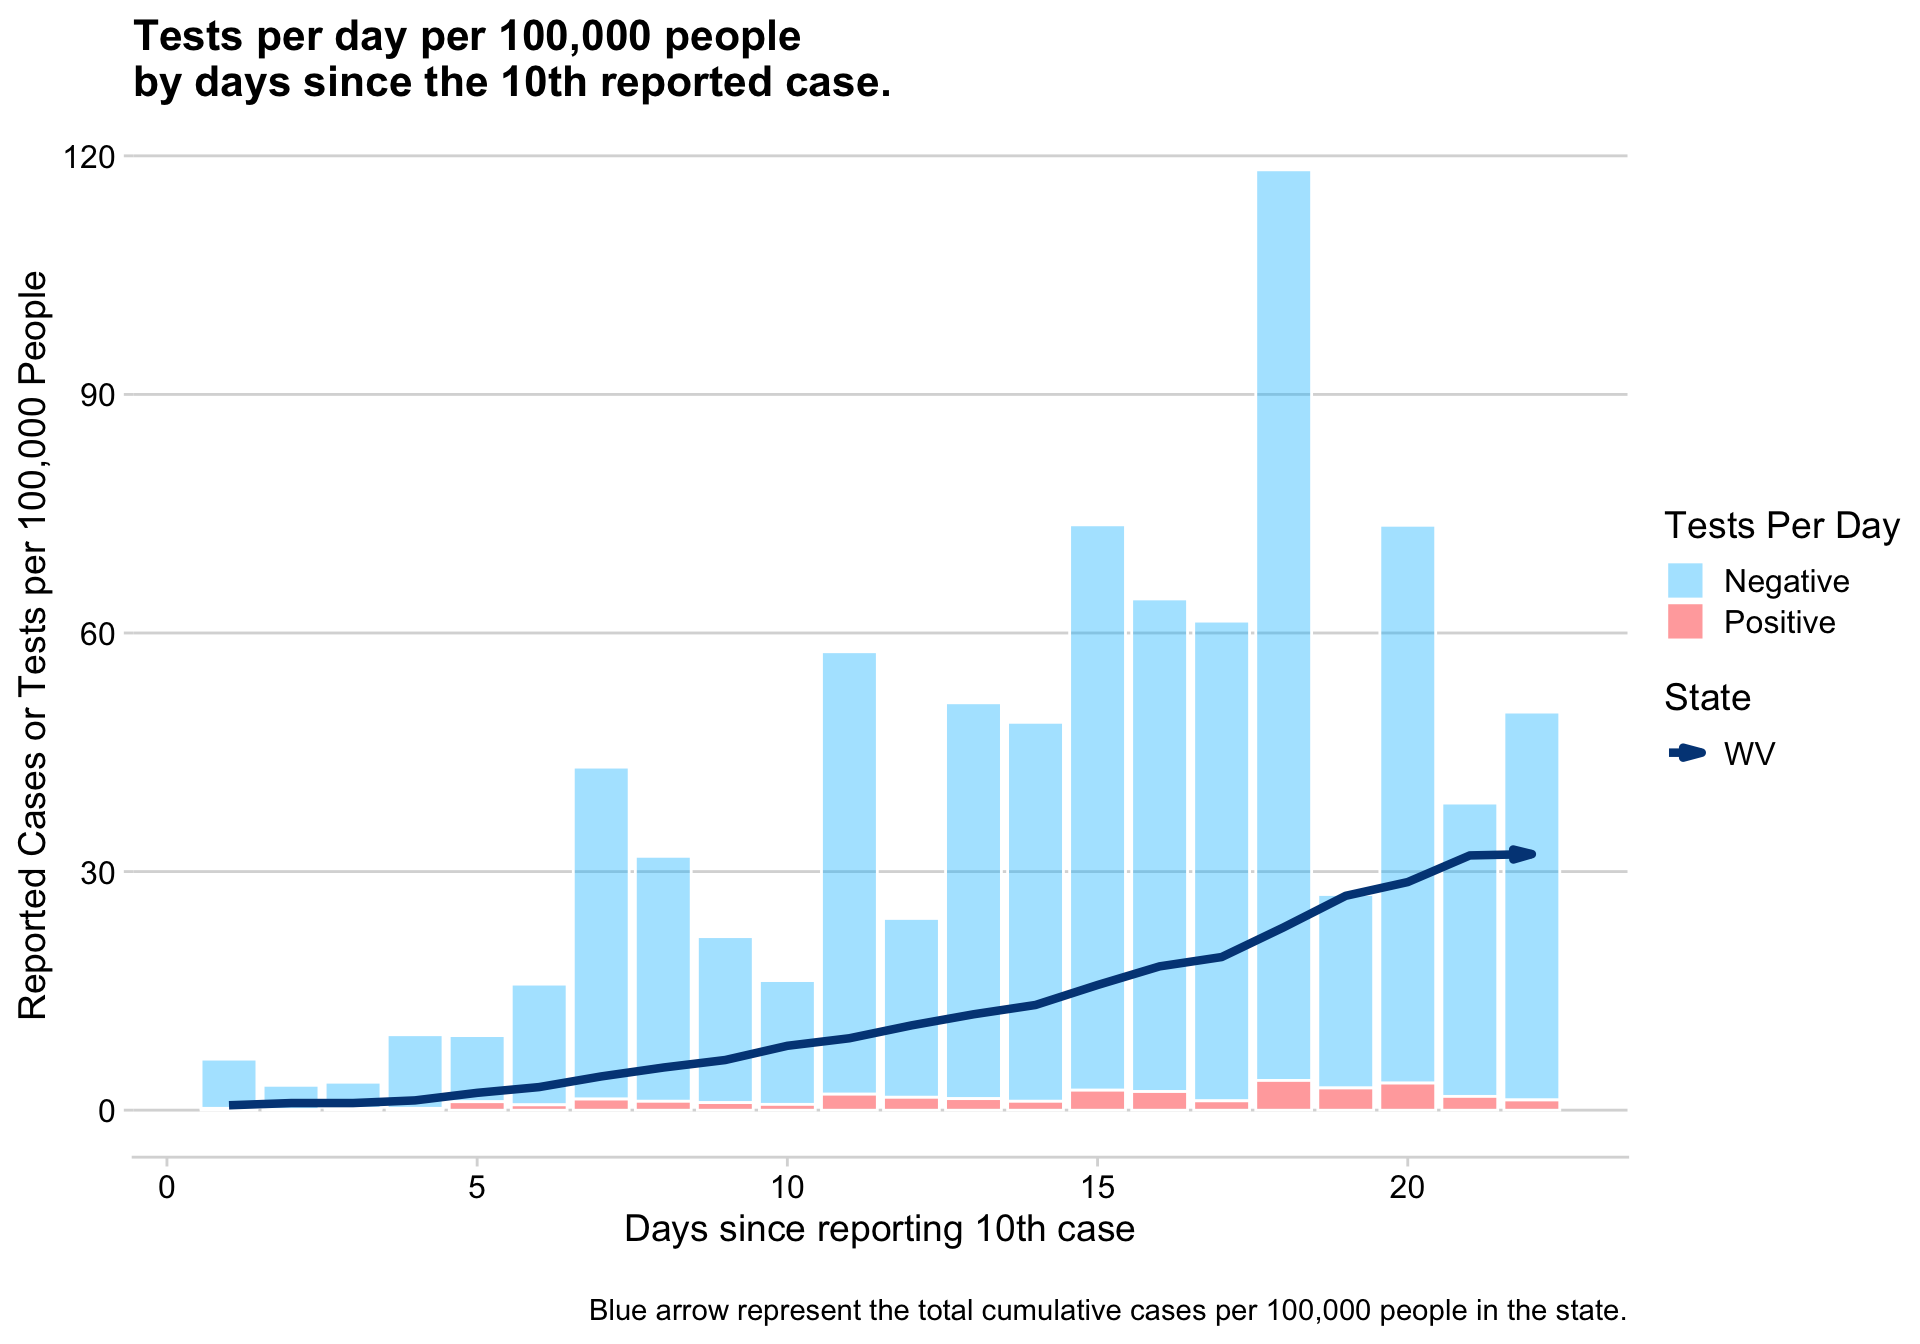 Tests per day per 100,000 people
by days since the 10th reported case.
Reported Cases or Tests per 100,000 People
120
90
60
30
0
0
5
10
15
20
Days since reporting 10th case
Tests Per Day
Negative
Positive
State
WV
Blue arrow represent the total cumulative cases per 100,000 people in the state.